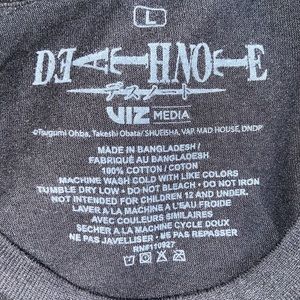 L
DEATH NOTE
デスノート
VIZ MEDIA
©Tsugumi Ohba, Takeshi Obata/ SHUEISHA, VAP, MAD HOUSE, DNDP
MADE IN BANGLADESH /
FABRIQUÉ AU BANGLADESH
100% COTTON / COTON
MACHINE WASH COLD WITH LIKE COLORS
TUMBLE DRY LOW - DO NOT BLEACH - DO NOT IRON
NOT INTENDED FOR CHILDREN 12 AND UNDER.
LAVER A LA MACHINE A L'EAU FROIDE
AVEC COULEURS SIMILAIRES
SECHER A LA MACHINE CYCLE DOUX
NE PAS JAVELLISER - NE PAS REPASSER
RN#110927